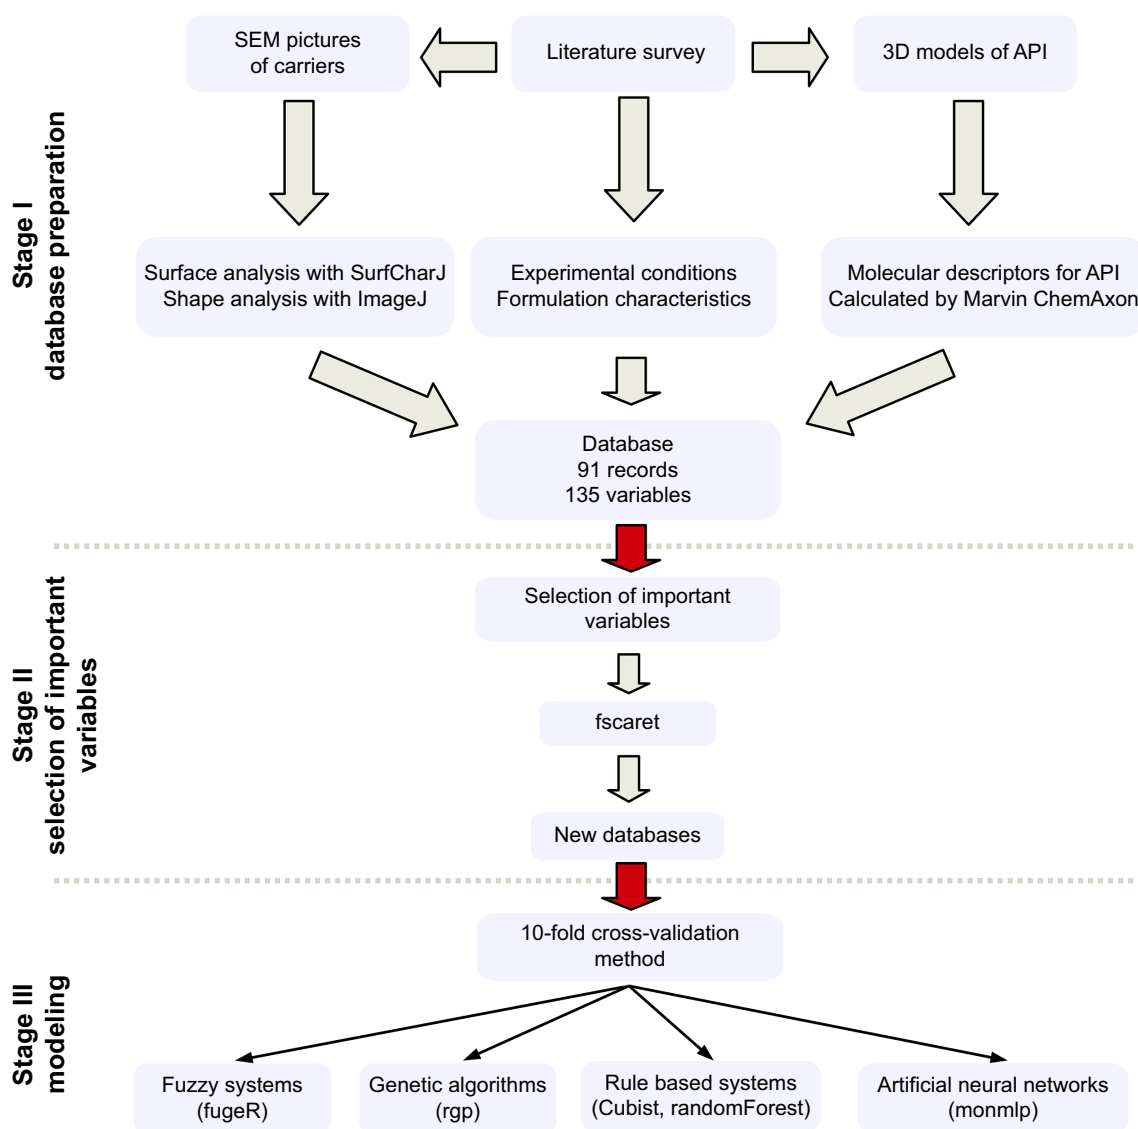 SEM pictures
of carriers
Literature survey
3D models of API
Stage I
database preparation
Surface analysis with SurfCharJ
Shape analysis with ImageJ
Experimental conditions
Formulation characteristics
Molecular descriptors for API
Calculated by Marvin ChemAxon
Database
91 records
135 variables
Stage II
selection of important
variables
Selection of important
variables
fscaret
New databases
Stage III
modeling
10-fold cross-validation
method
Fuzzy systems
(fugeR)
Genetic algorithms
(rgp)
Rule based systems
(Cubist, randomForest)
Artificial neural networks
(monmlp)